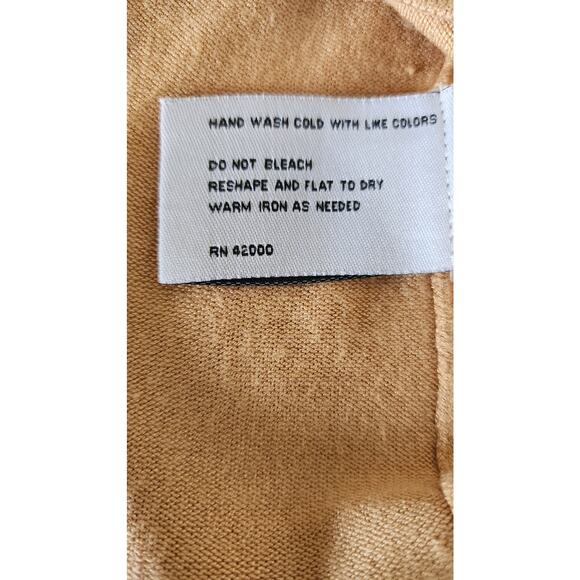 HAND WASH COLD WITH LIKE COLORS
DO NOT BLEACH
RESHAPE AND FLAT TO DRY
WARM IRON AS NEEDED
RN 42000